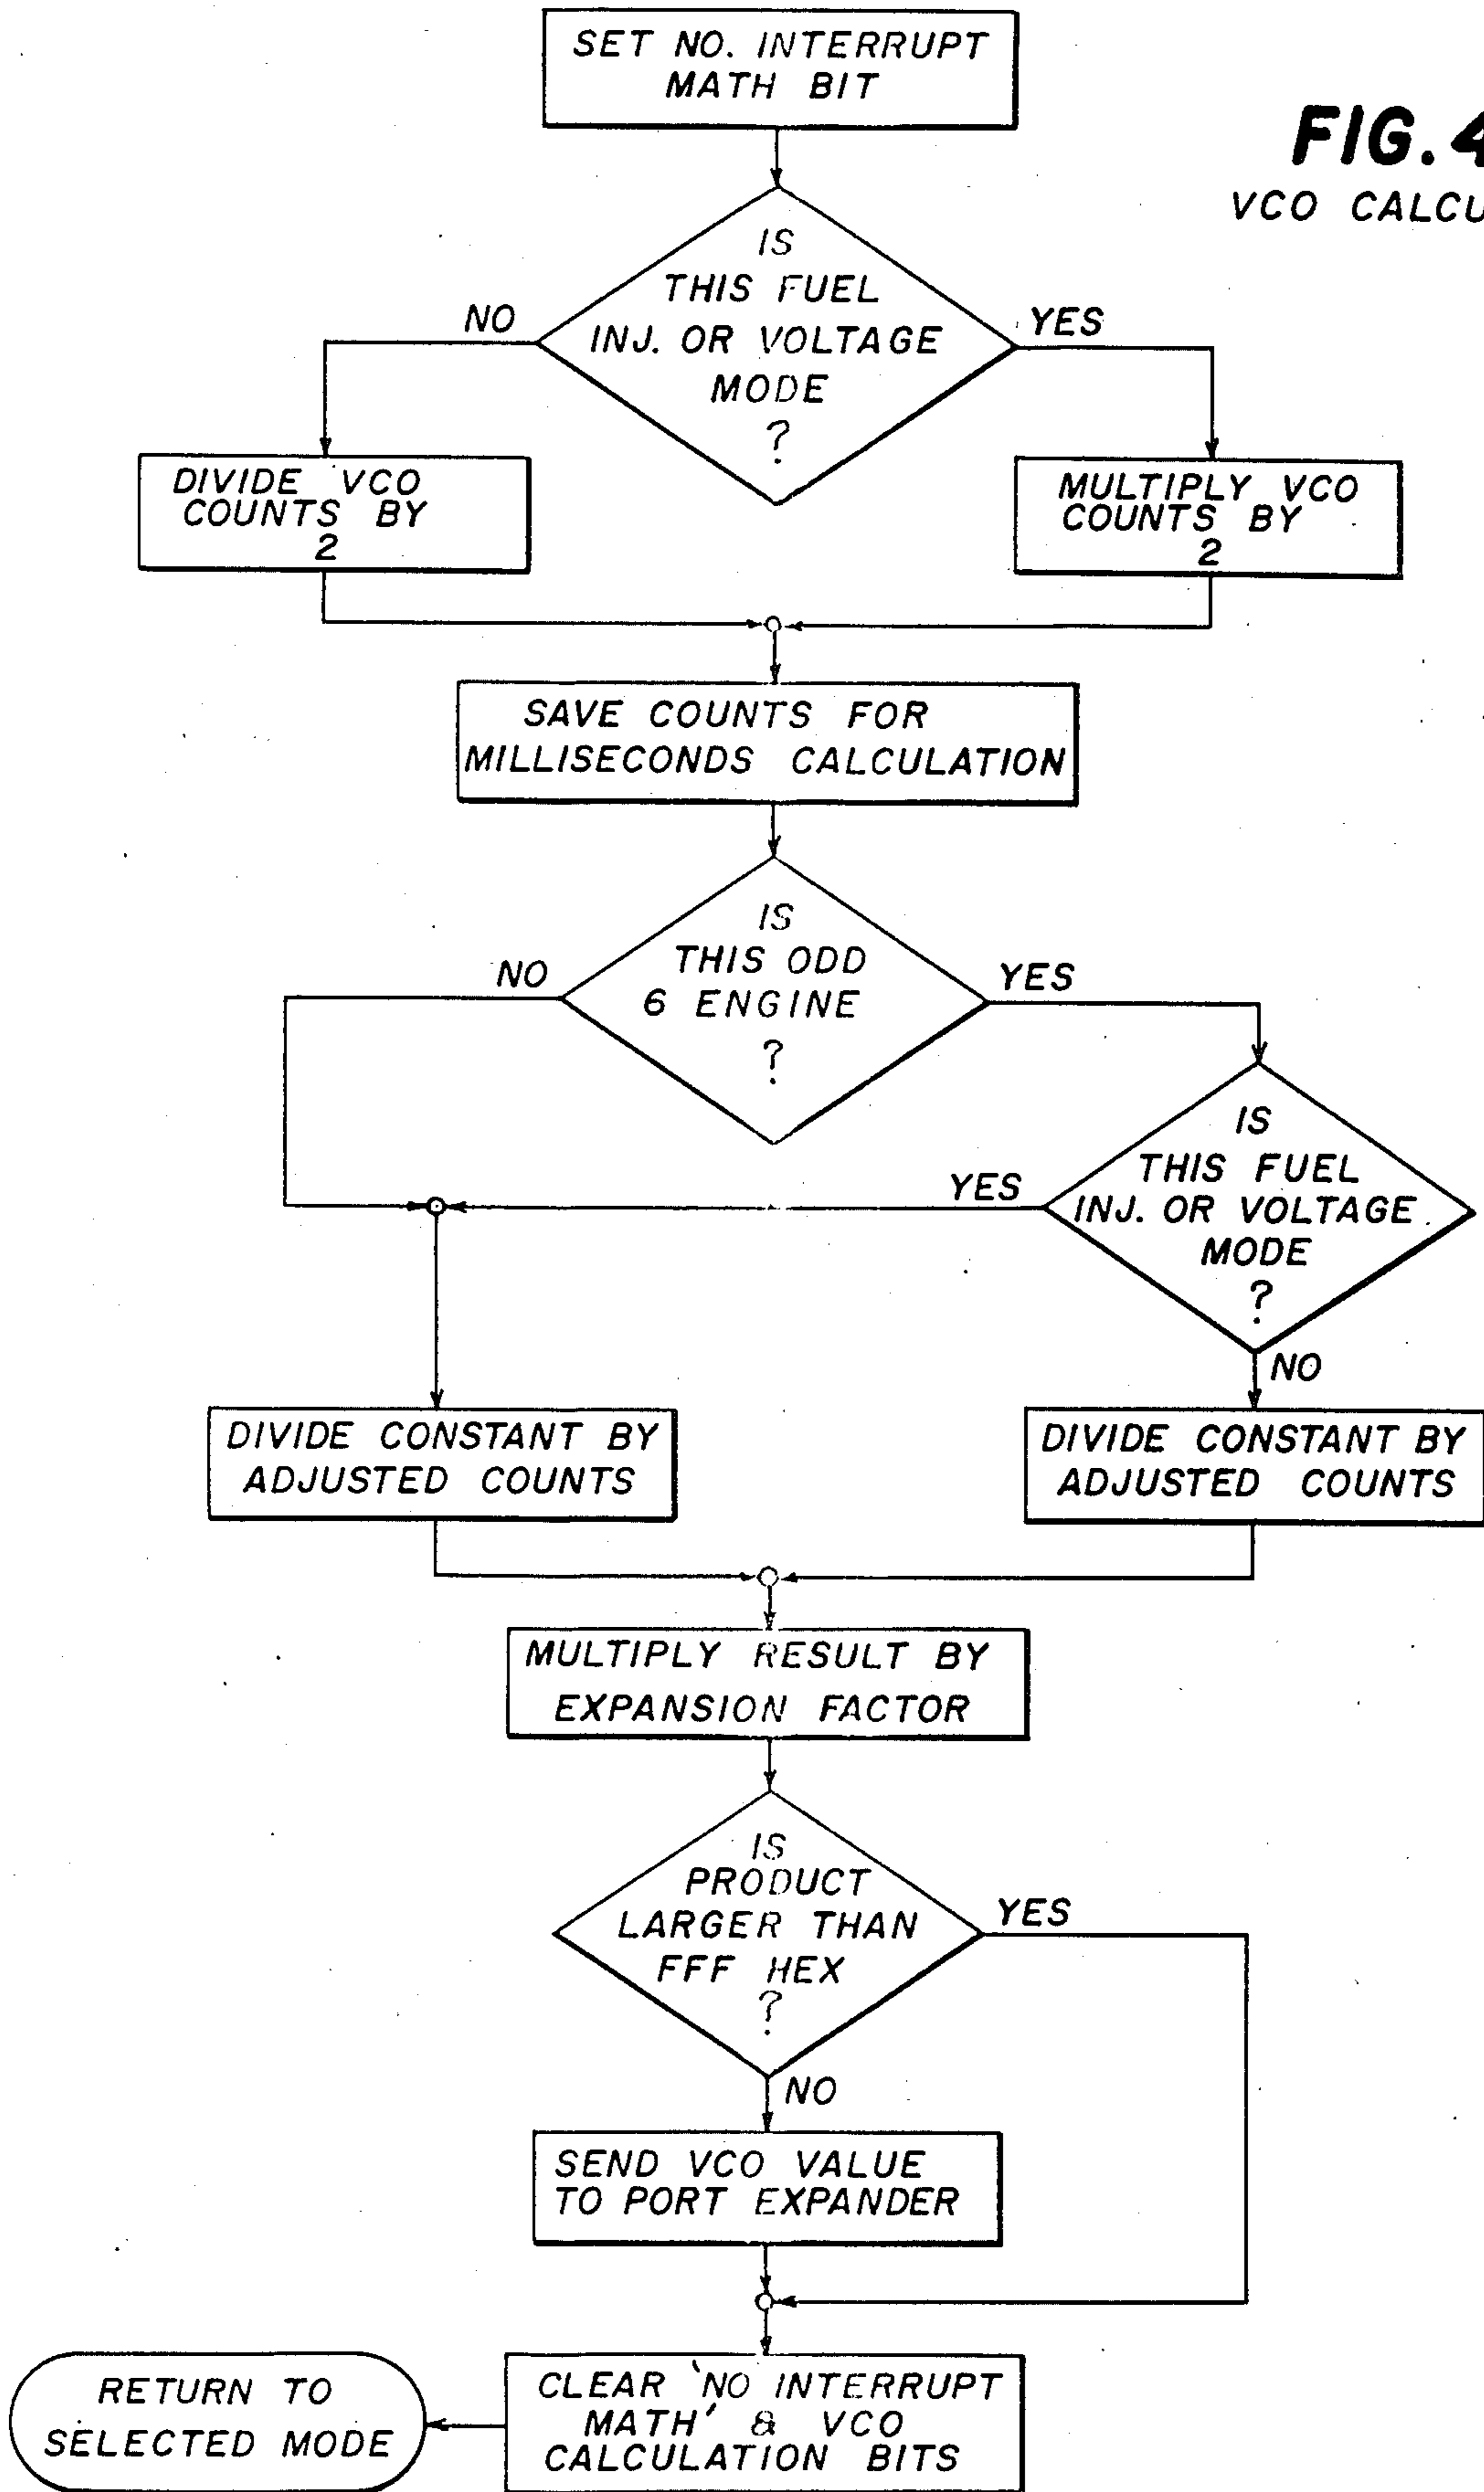 SET NO. INTERRUPT
MATH BIT
FIG. 4
VCO CALCU
IS
THIS FUEL
INJ. OR VOLTAGE
MODE
?
NO
YES
DIVIDE VCO
COUNTS BY
2
MULTIPLY VCO
COUNTS BY
2
SAVE COUNTS FOR
MILLISECONDS CALCULATION
IS
THIS ODD
6 ENGINE
?
NO
YES
IS
THIS FUEL
INJ. OR VOLTAGE
MODE
?
YES
NO
DIVIDE CONSTANT BY
ADJUSTED COUNTS
DIVIDE CONSTANT BY
ADJUSTED COUNTS
MULTIPLY RESULT BY
EXPANSION FACTOR
IS
PRODUCT
LARGER THAN
FFF HEX
?
YES
NO
SEND VCO VALUE
TO PORT EXPANDER
CLEAR 'NO INTERRUPT
MATH' & VCO
CALCULATION BITS
RETURN TO
SELECTED MODE